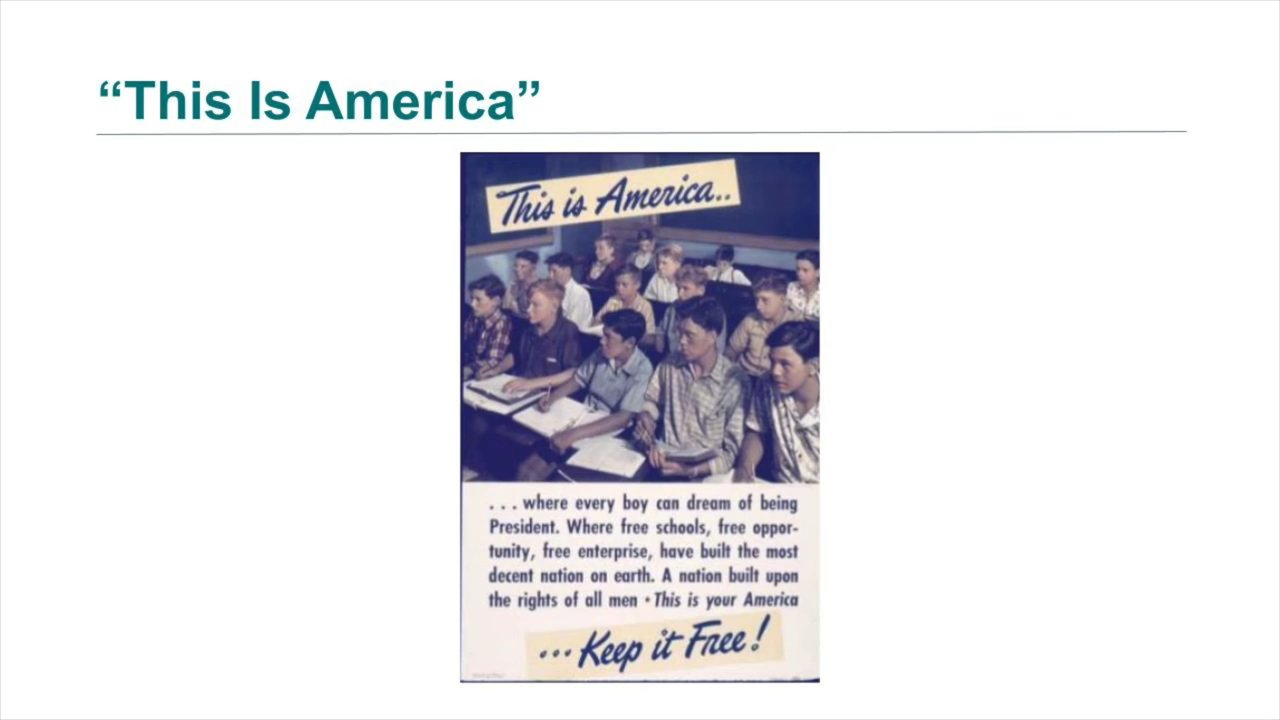 “This Is America”
This is America..
. . . where every boy can dream of being
President. Where free schools, free oppor-
tunity, free enterprise, have built the most
decent nation on earth. A nation built upon
the rights of all men • This is your America
... Keep it Free!